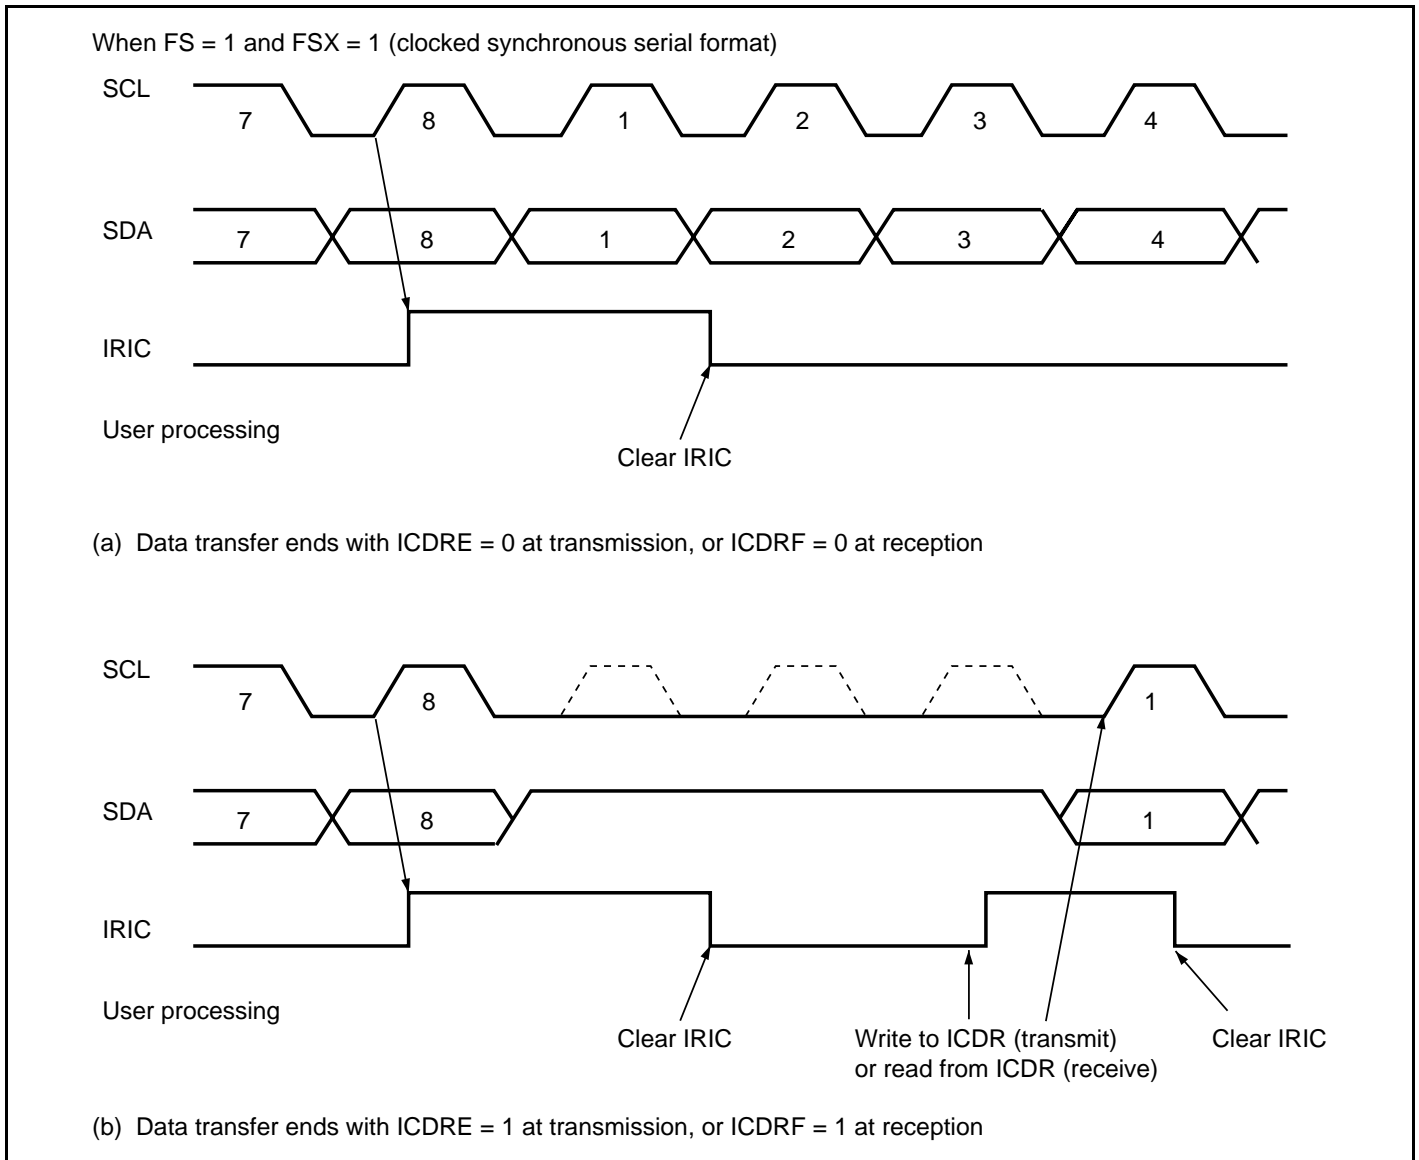 When FS = 1 and FSX = 1 (clocked synchronous serial format)
SCL
7 8 1 2 3 4
SDA
7 8 1 2 3 4
IRIC
User processing
Clear IRIC
(a) Data transfer ends with ICDRE = 0 at transmission, or ICDRF = 0 at reception
SCL
7 8 1
SDA
7 8 1
IRIC
User processing
Clear IRIC
Write to ICDR (transmit)
or read from ICDR (receive)
Clear IRIC
(b) Data transfer ends with ICDRE = 1 at transmission, or ICDRF = 1 at reception